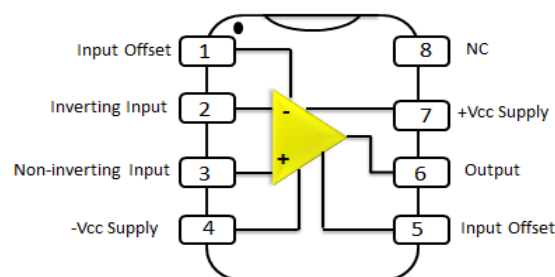 Input Offset 1 8 NC
Inverting Input 2 - 7 +Vcc Supply
Non-inverting Input 3 + 6 Output
-Vcc Supply 4 5 Input Offset